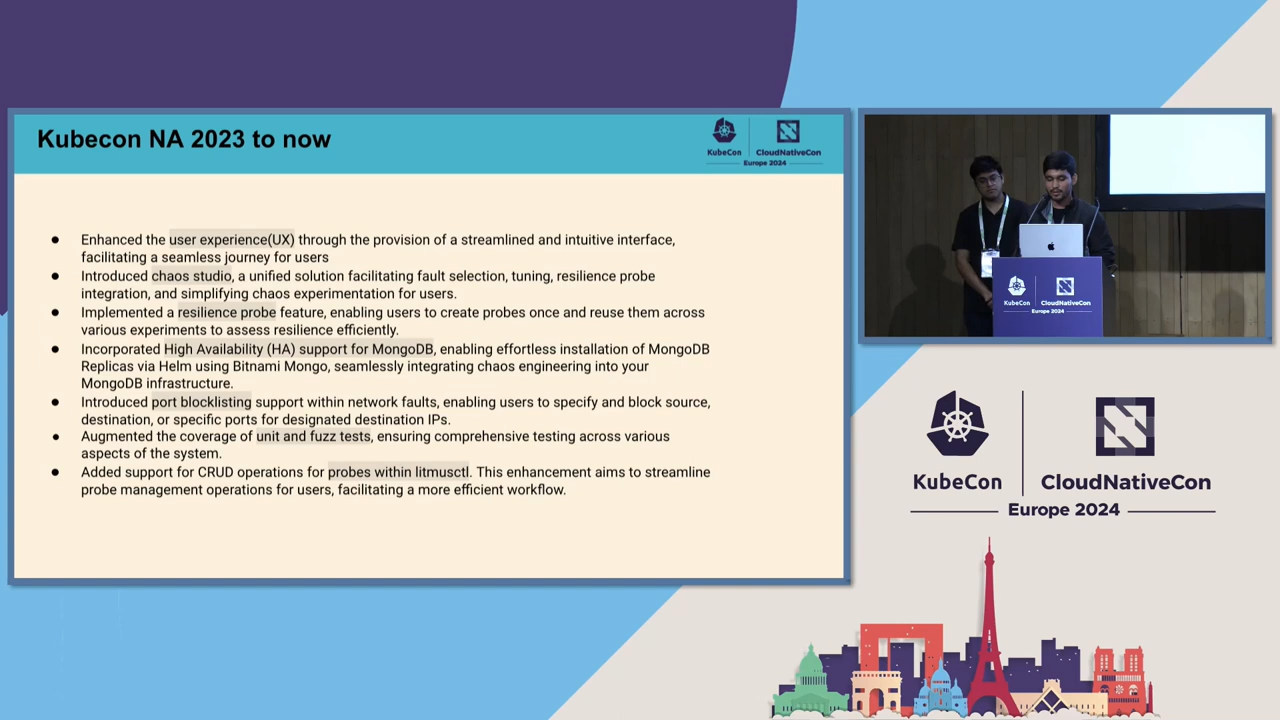 Kubecon NA 2023 to now
KubeCon
CloudNativeCon
Europe 2024
● Enhanced the user experience(UX) through the provision of a streamlined and intuitive interface,
facilitating a seamless journey for users
● Introduced chaos studio, a unified solution facilitating fault selection, tuning, resilience probe
integration, and simplifying chaos experimentation for users.
● Implemented a resilience probe feature, enabling users to create probes once and reuse them across
various experiments to assess resilience efficiently.
● Incorporated High Availability (HA) support for MongoDB, enabling effortless installation of MongoDB
Replicas via Helm using Bitnami Mongo, seamlessly integrating chaos engineering into your
MongoDB infrastructure.
● Introduced port blocklisting support within network faults, enabling users to specify and block source,
destination, or specific ports for designated destination IPs.
● Augmented the coverage of unit and fuzz tests, ensuring comprehensive testing across various
aspects of the system.
● Added support for CRUD operations for probes within litmusctl. This enhancement aims to streamline
probe management operations for users, facilitating a more efficient workflow.
KubeCon
CloudNativeCon
Europe 2024
KubeCon
CloudNativeCon
Europe 2024